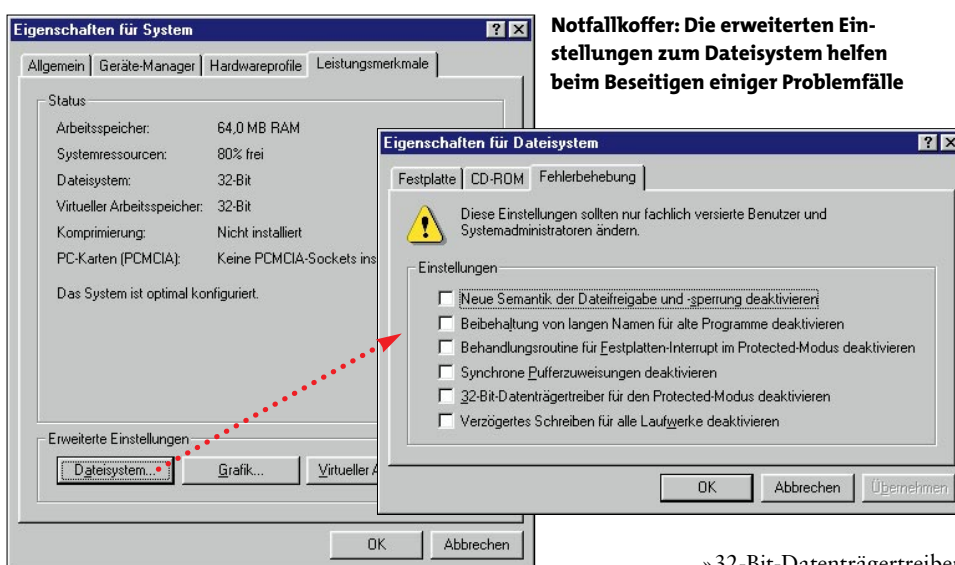 Notfallkoffer: Die erweiterten Ein-
stellungen zum Dateisystem helfen
beim Beseitigen einiger Problemfälle
Eigenschaften für System
Allgemein Geräte-Manager Hardwareprofile Leistungsmerkmale
Status
Arbeitsspeicher: 64,0 MB RAM
Systemressourcen: 80% frei
Dateisystem: 32-Bit
Virtueller Arbeitsspeicher: 32-Bit
Komprimierung: Nicht installiert
PC-Karten (PCMCIA): Keine PCMCIA-Sockets ins
Das System ist optimal konfiguriert.
Erweiterte Einstellungen
Dateisystem... Grafik... Virtueller A
OK Abbrechen
Eigenschaften für Dateisystem
Festplatte CD-ROM Fehlerbehebung
Diese Einstellungen sollten nur fachlich versierte Benutzer und
Systemadministratoren ändern.
Einstellungen
Neue Semantik der Dateifreigabe und -sperrung deaktivieren
Beibehaltung von langen Namen für alte Programme deaktivieren
Behandlungsroutine für Festplatten-Interrupt im Protected-Modus deaktivieren
Synchrone Pufferzuweisungen deaktivieren
32-Bit-Datenträgertreiber für den Protected-Modus deaktivieren
Verzögertes Schreiben für alle Laufwerke deaktivieren
OK Abbrechen Übernehmen
»32-Bit-Datenträgertreiber